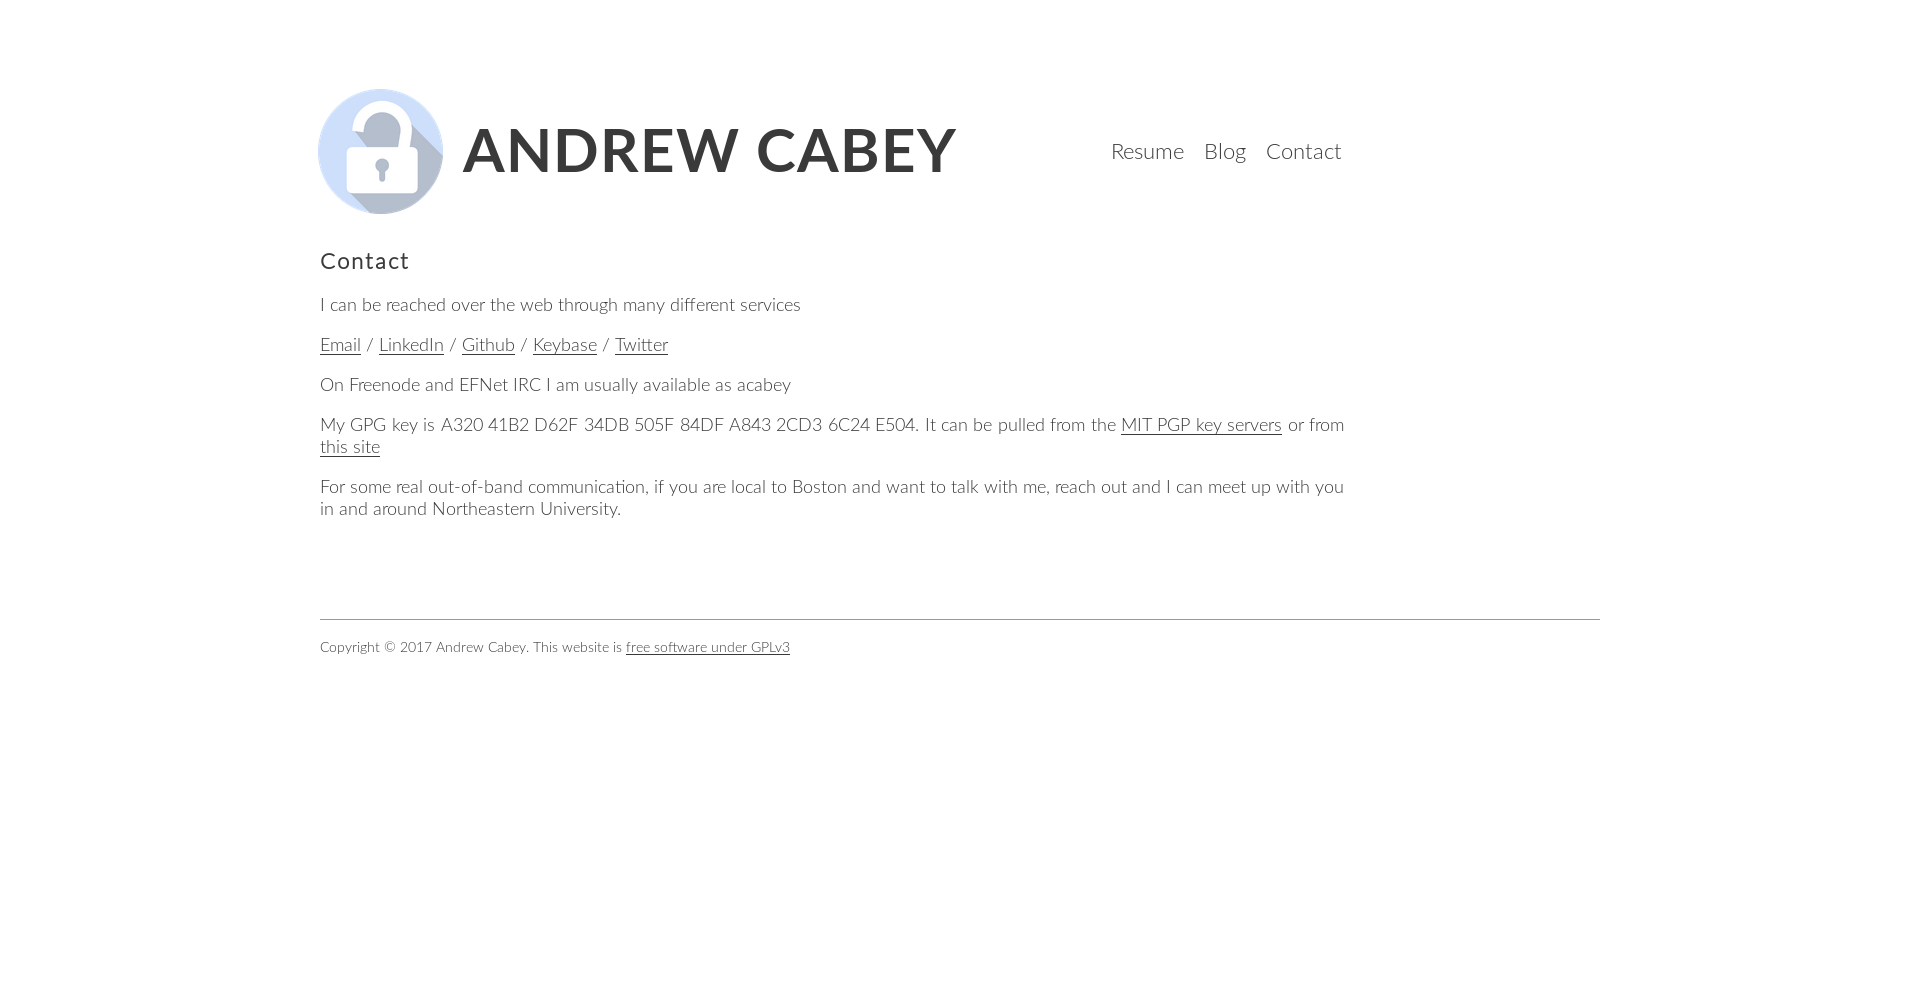 ANDREW CABEY
Resume Blog Contact
Contact
I can be reached over the web through many different services
Email / LinkedIn / Github / Keybase / Twitter
On Freenode and EFNet IRC I am usually available as acabey
My GPG key is A320 41B2 D62F 34DB 505F 84DF A843 2CD3 6C24 E504. It can be pulled from the MIT PGP key servers or from
this site
For some real out-of-band communication, if you are local to Boston and want to talk with me, reach out and I can meet up with you
in and around Northeastern University.
Copyright © 2017 Andrew Cabey. This website is free software under GPLv3